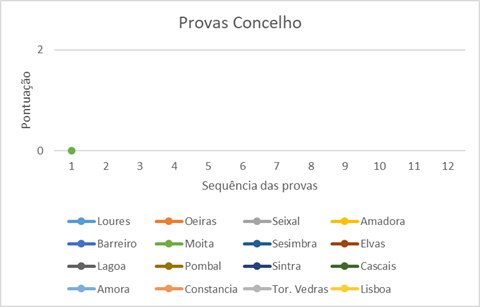 Provas Concelho
2
Pontuação
0
1 2 3 4 5 6 7 8 9 10 11 12
Sequência das provas
Loures Oeiras Seixal Amadora
Barreiro Moita Sesimbra Elvas
Lagoa Pombal Sintra Cascais
Amora Constancia Tor. Vedras Lisboa